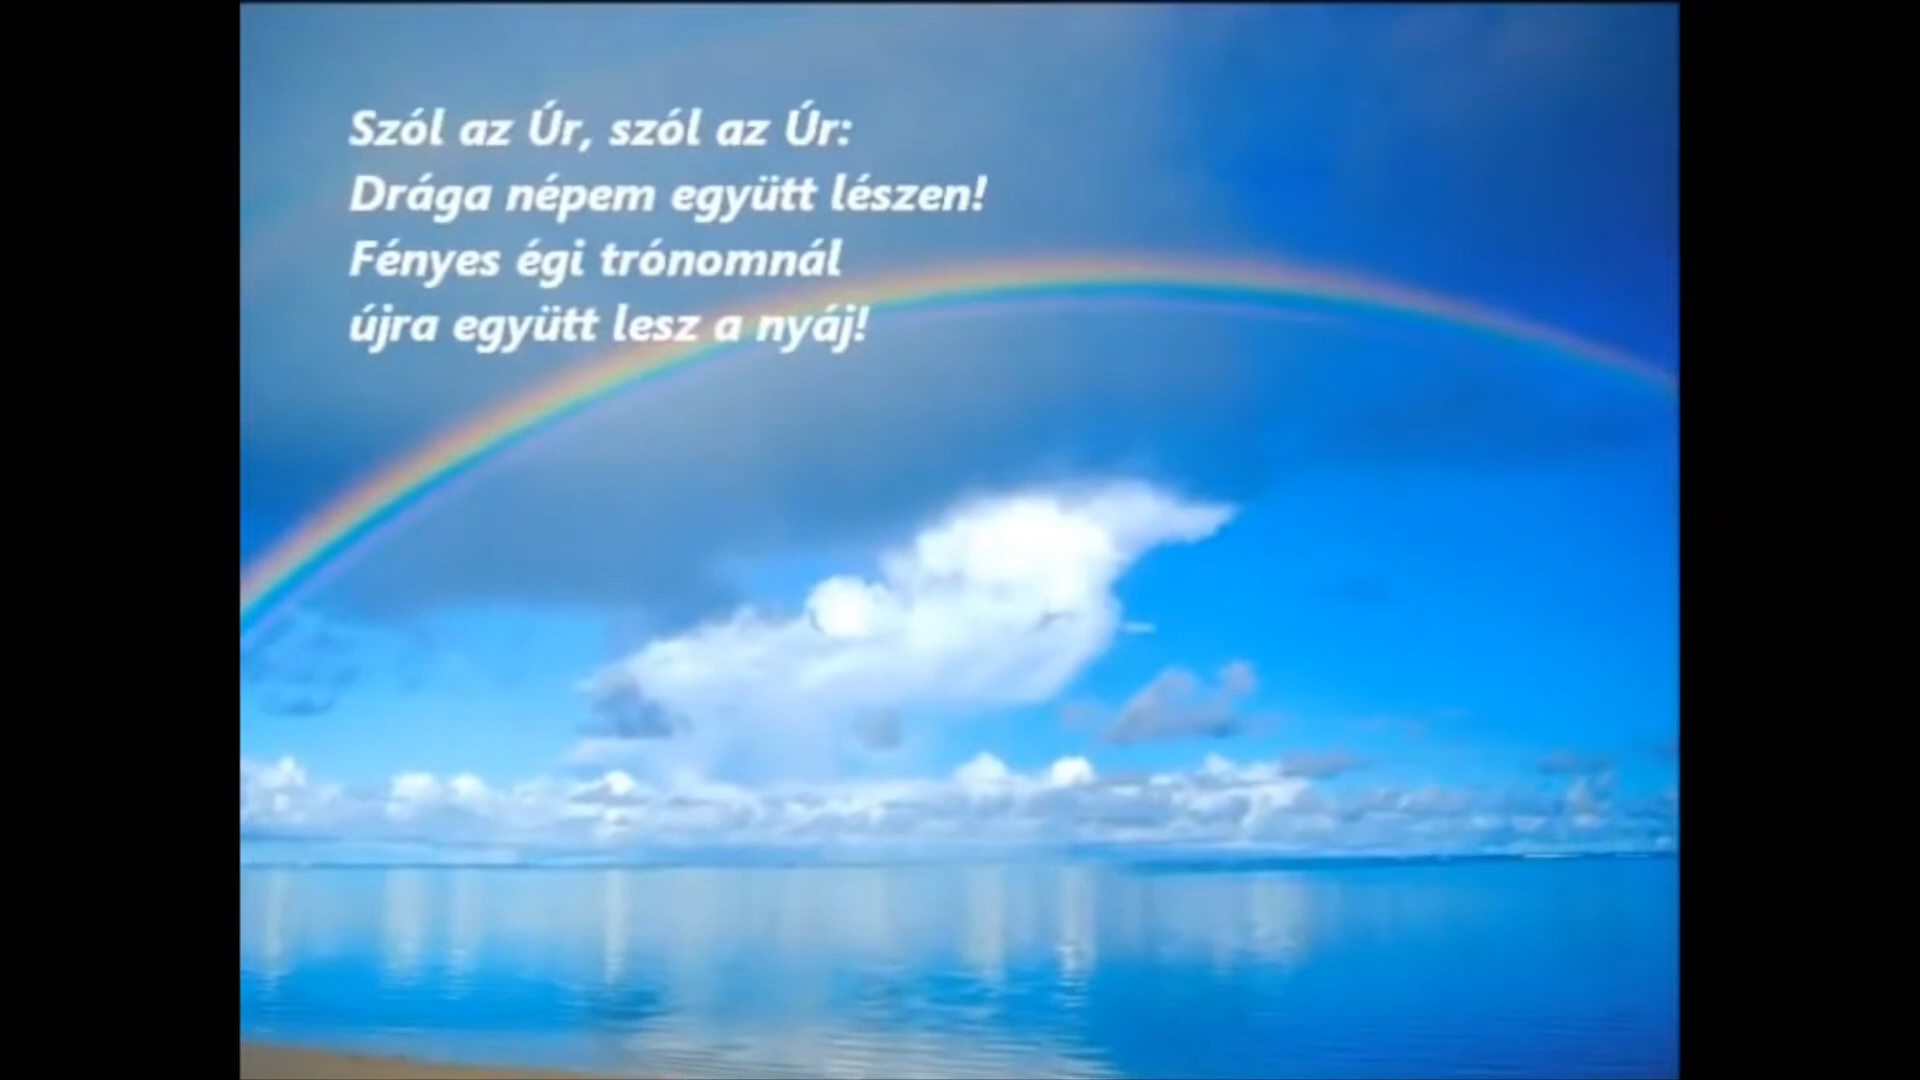 Szól az Úr, szól az Úr:
Drága népem együtt lészen!
Fényes égi trónomnál
újra együtt lesz a nyáj!